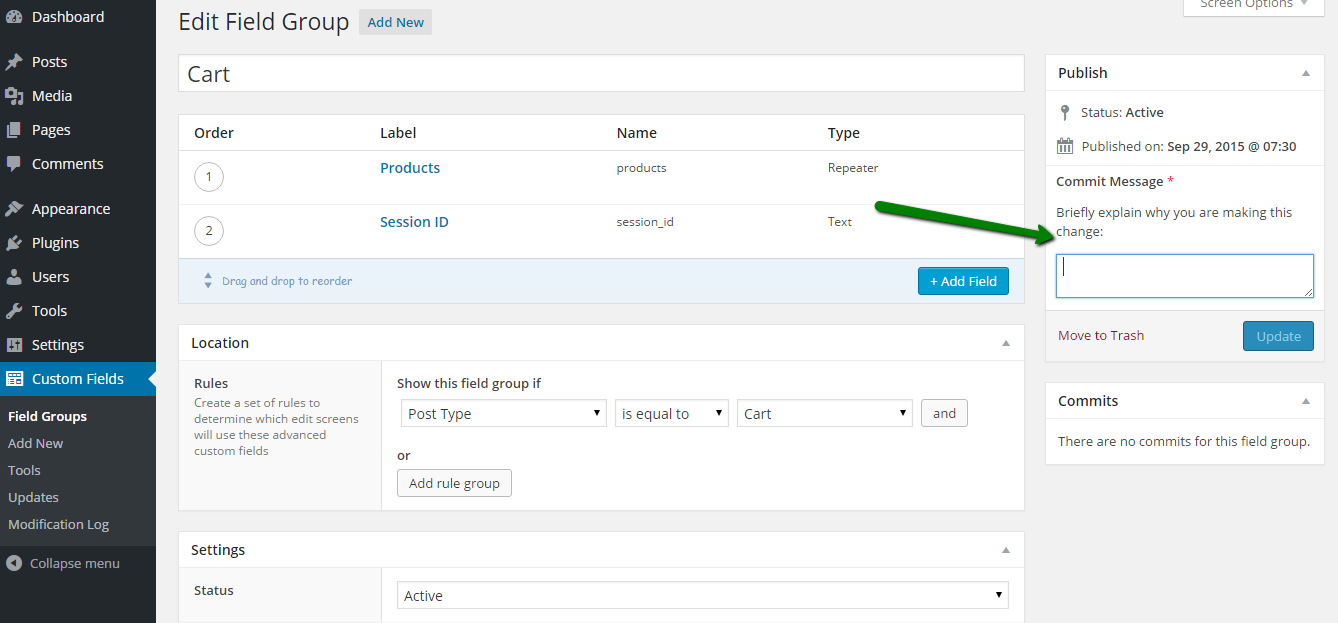 Dashboard
Posts
Media
Pages
Comments
Appearance
Plugins
Users
Tools
Settings
Custom Fields
Field Groups
Add New
Tools
Updates
Modification Log
Collapse menu
Screen Options
Edit Field Group Add New
Cart
Order Label Name Type
1 Products products Repeater
2 Session ID session_id Text
Drag and drop to reorder + Add Field
Location
Rules
Create a set of rules to
determine which edit screens
will use these advanced
custom fields
Show this field group if
Post Type is equal to Cart and
or
Add rule group
Settings
Status
Active
Publish
Status: Active
Published on: Sep 29, 2015 @ 07:30
Commit Message *
Briefly explain why you are making this
change:
Move to Trash Update
Commits
There are no commits for this field group.